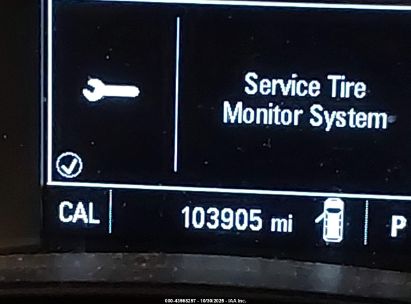 Service Tire
Monitor System
CAL 103905 mi P